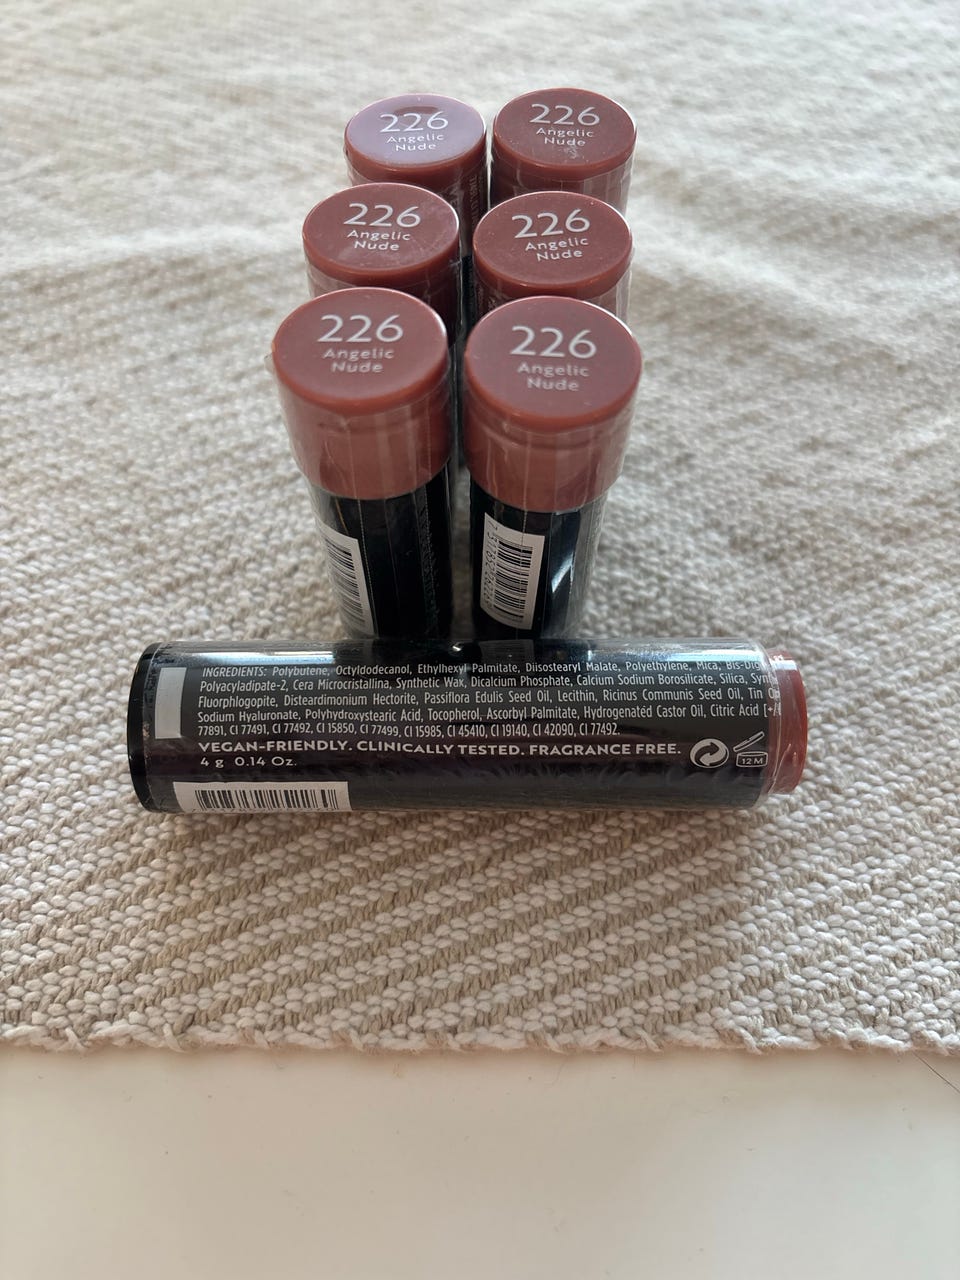 226
Angelic
Nude
226
Angelic
Nude
226
Angelic
Nude
226
Angelic
Nude
226
Angelic
Nude
226
Angelic
Nude
INGREDIENTS: Polybutene, Octyldodecanol, Ethylhexyl Palmitate, Diisostearyl Malate, Polyethylene, Mica, Bis-Dig
Polyacyladipate-2, Cera Microcristallina, Synthetic Wax, Dicalcium Phosphate, Calcium Sodium Borosilicate, Silica, Syn
Fluorphlogopite, Disteardimonium Hectorite, Passiflora Edulis Seed Oil, Lecithin, Ricinus Communis Seed Oil, Tin O
Sodium Hyaluronate, Polyhydroxystearic Acid, Tocopherol, Ascorbyl Palmitate, Hydrogenated Castor Oil, Citric Acid [+/
77891, CI 77491, CI 77492, CI 15850, CI 77499, CI 15985, CI 45410, CI 19140, CI 42090, CI 77492.
VEGAN-FRIENDLY. CLINICALLY TESTED. FRAGRANCE FREE.
4 g 0.14 Oz.
12 M